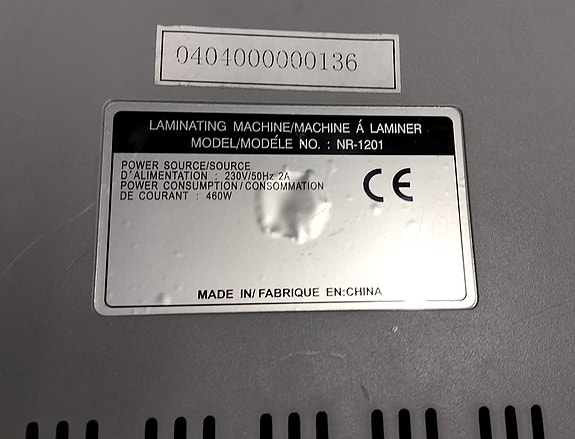 0404000000136
LAMINATING MACHINE/MACHINE Á LAMINER
MODEL/MODÉLE NO. : NR-1201
POWER SOURCE/SOURCE
D'ALIMENTATION : 230V/50Hz 2A
POWER CONSUMPTION/CONSOMMATION
DE COURANT : 460W
CE
MADE IN/FABRIQUE EN:CHINA